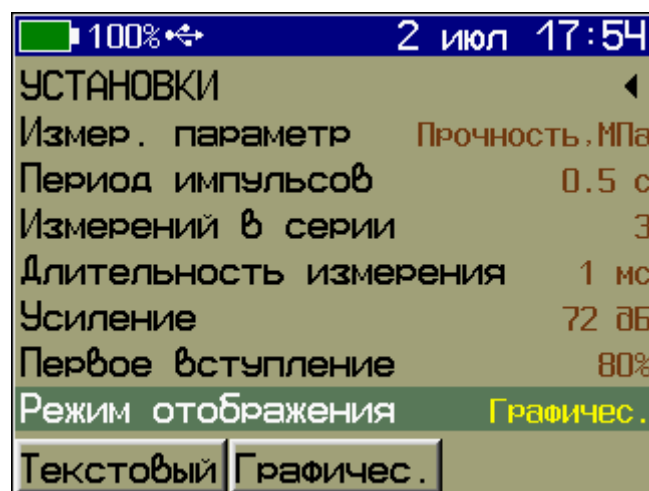 100% 2 июл 17:54
УСТАНОВКИ
Измер. параметр Прочность,МПа
Период импульсов 0.5 с
Измерений в серии 3
Длительность измерения 1 мс
Усиление 72 дБ
Первое вступление 80%
Режим отображения Графичес.
Текстовый Графичес.